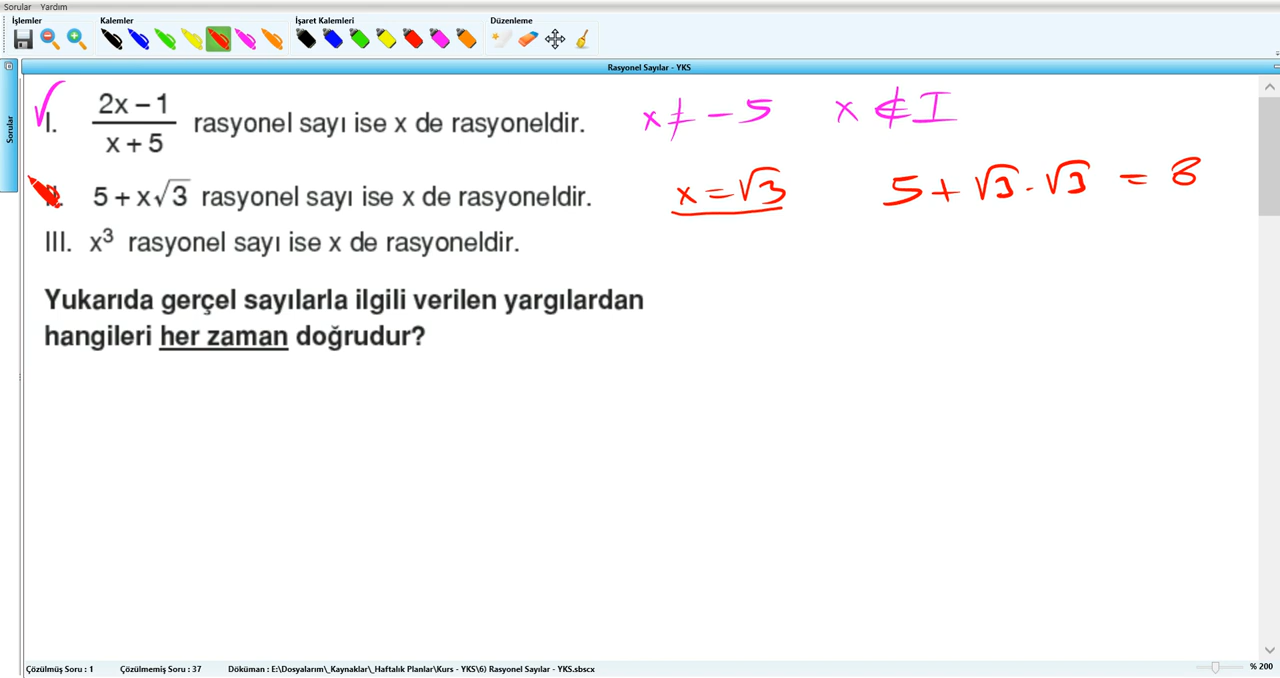 Sorular Yardım
İşlemler Kalemler İşaret Kalemleri Düzenleme
Rasyonel Sayılar - YKS
Sorular
I. (2x − 1)/(x + 5) rasyonel sayı ise x de rasyoneldir. x ≠ −5 x ∉ I
5 + x√3 rasyonel sayı ise x de rasyoneldir. x = √3 5 + √3 · √3 = 8
III. x³ rasyonel sayı ise x de rasyoneldir.
Yukarıda gerçel sayılarla ilgili verilen yargılardan
hangileri her zaman doğrudur?
Çözülmüş Soru : 1 Çözülmemiş Soru : 37 Döküman : E:\Dosyalarım\_Kaynaklar\_Haftalık Planlar\Kurs - YKS\6) Rasyonel Sayılar - YKS.sbscx % 200